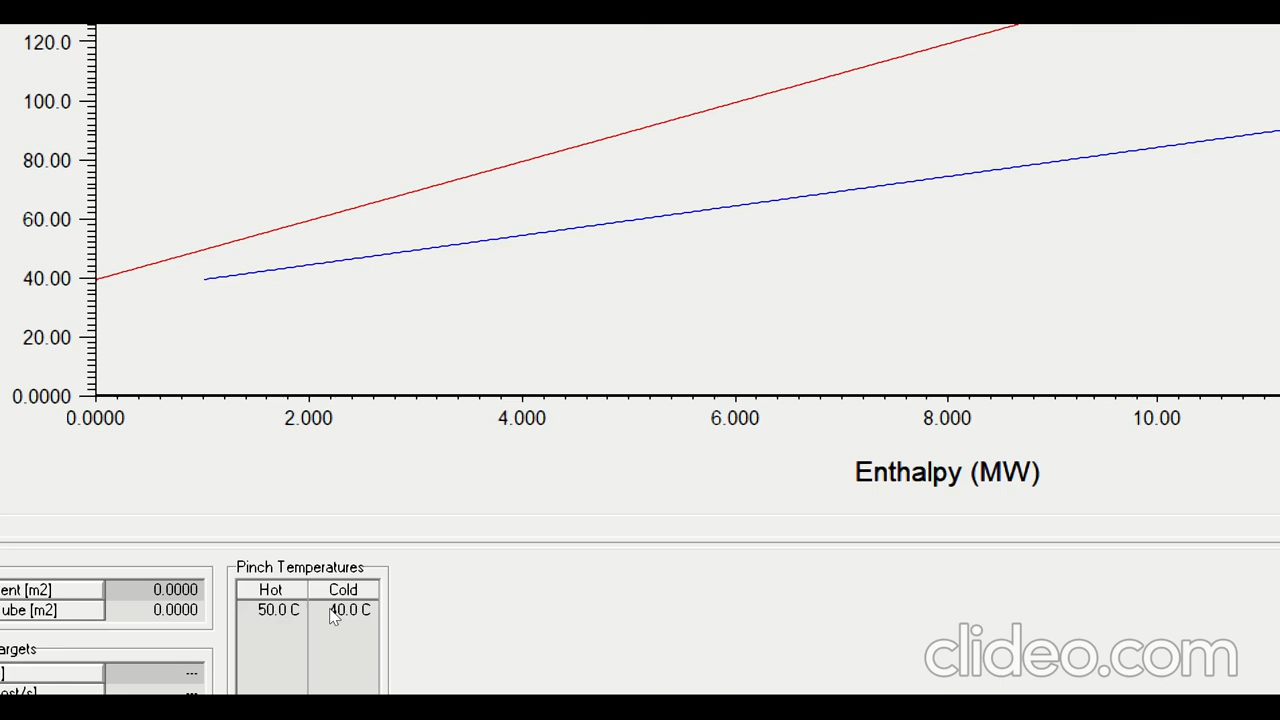 120.0
100.0
80.00
60.00
40.00
20.00
0.0000
0.0000 2.000 4.000 6.000 8.000 10.00
Enthalpy (MW)
Pinch Temperatures
ent [m2] 0.0000 Hot Cold
ube [m2] 0.0000 50.0 C 40.0 C
argets
] ---
ost/s] ---
clideo.com